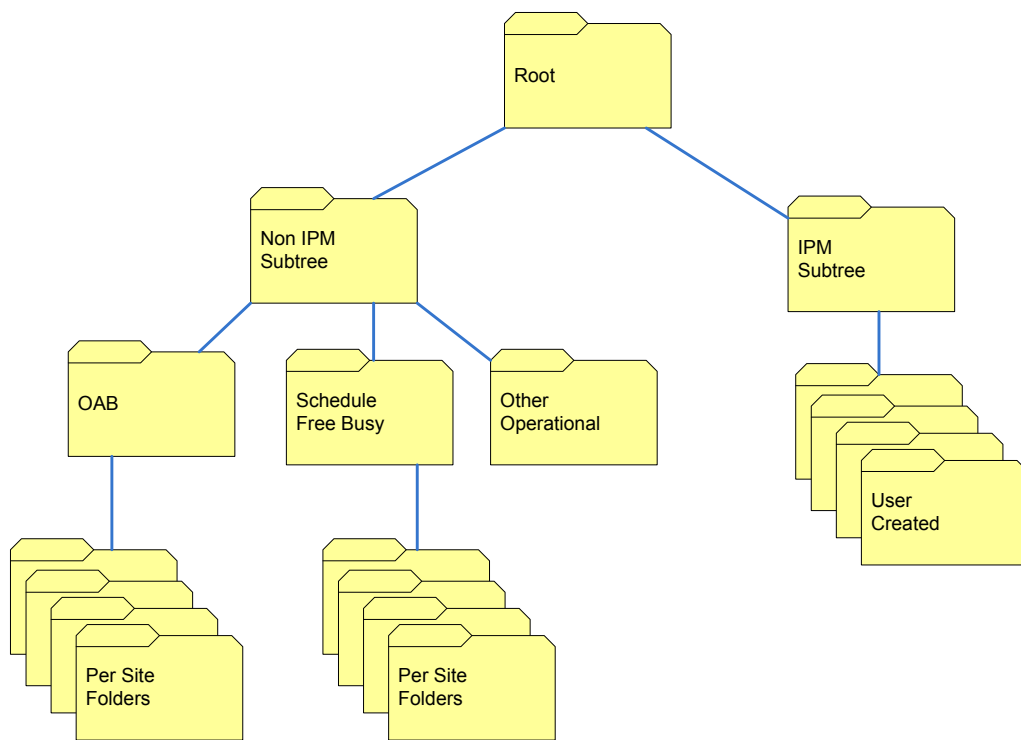 Root
Non IPM
Subtree
IPM
Subtree
OAB
Schedule
Free Busy
Other
Operational
User
Created
Per Site
Folders
Per Site
Folders